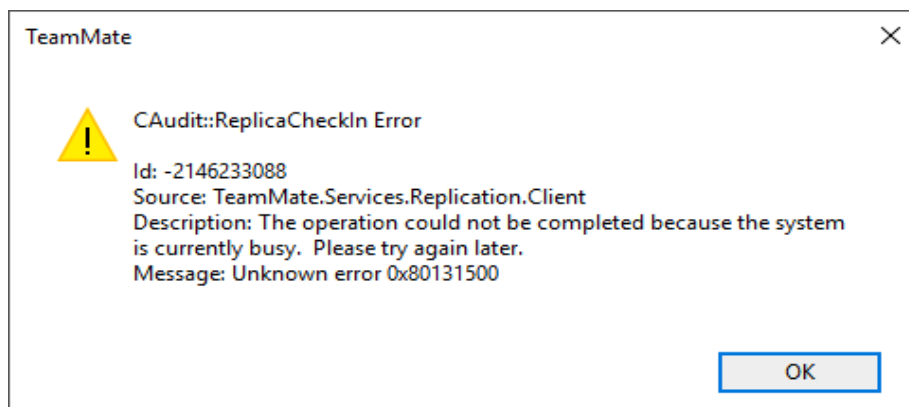 TeamMate
CAudit::ReplicaCheckIn Error
Id: -2146233088
Source: TeamMate.Services.Replication.Client
Description: The operation could not be completed because the system
is currently busy.  Please try again later.
Message: Unknown error 0x80131500
OK